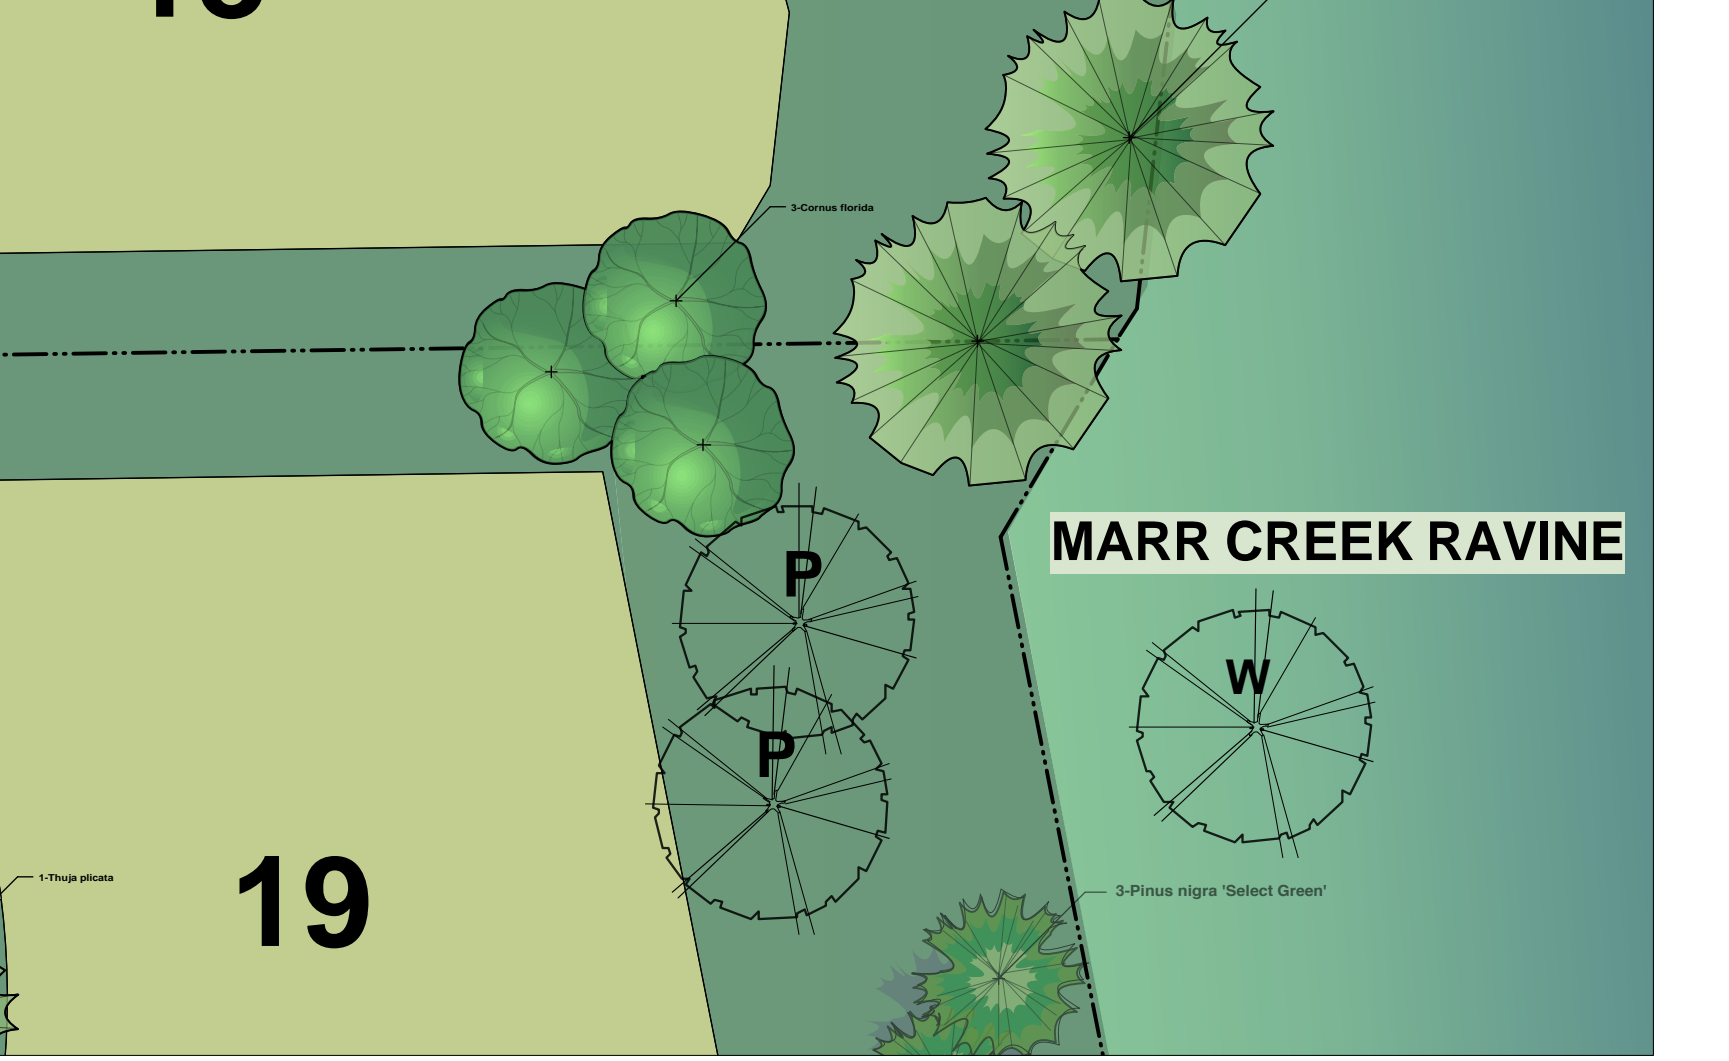 3-Cornus florida
MARR CREEK RAVINE
P
W
P
19
1-Thuja plicata
3-Pinus nigra 'Select Green'